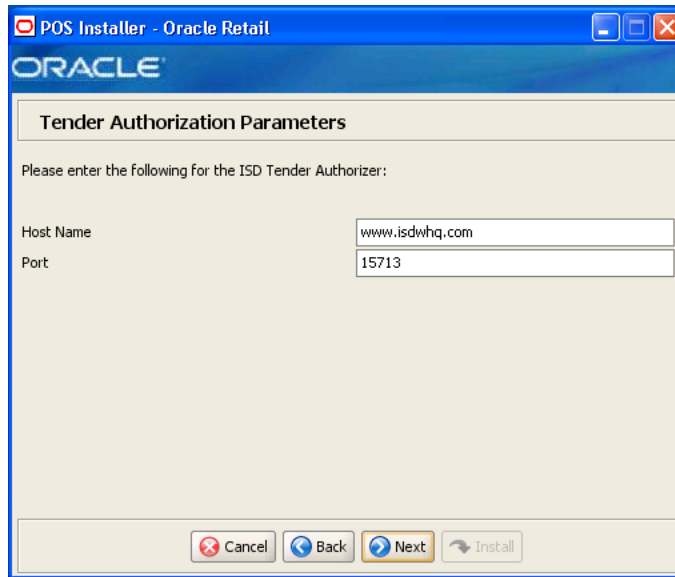 POS Installer - Oracle Retail
ORACLE
Tender Authorization Parameters
Please enter the following for the ISD Tender Authorizer:
Host Name www.isdwhq.com
Port 15713
Cancel Back Next Install